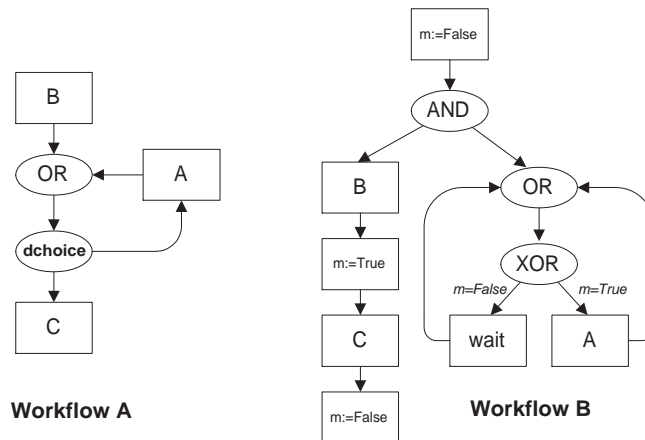 B
OR
A
dchoice
C
Workflow A
m:=False
AND
B
OR
m:=True
XOR
m=False
m=True
C
wait
A
m:=False
Workflow B